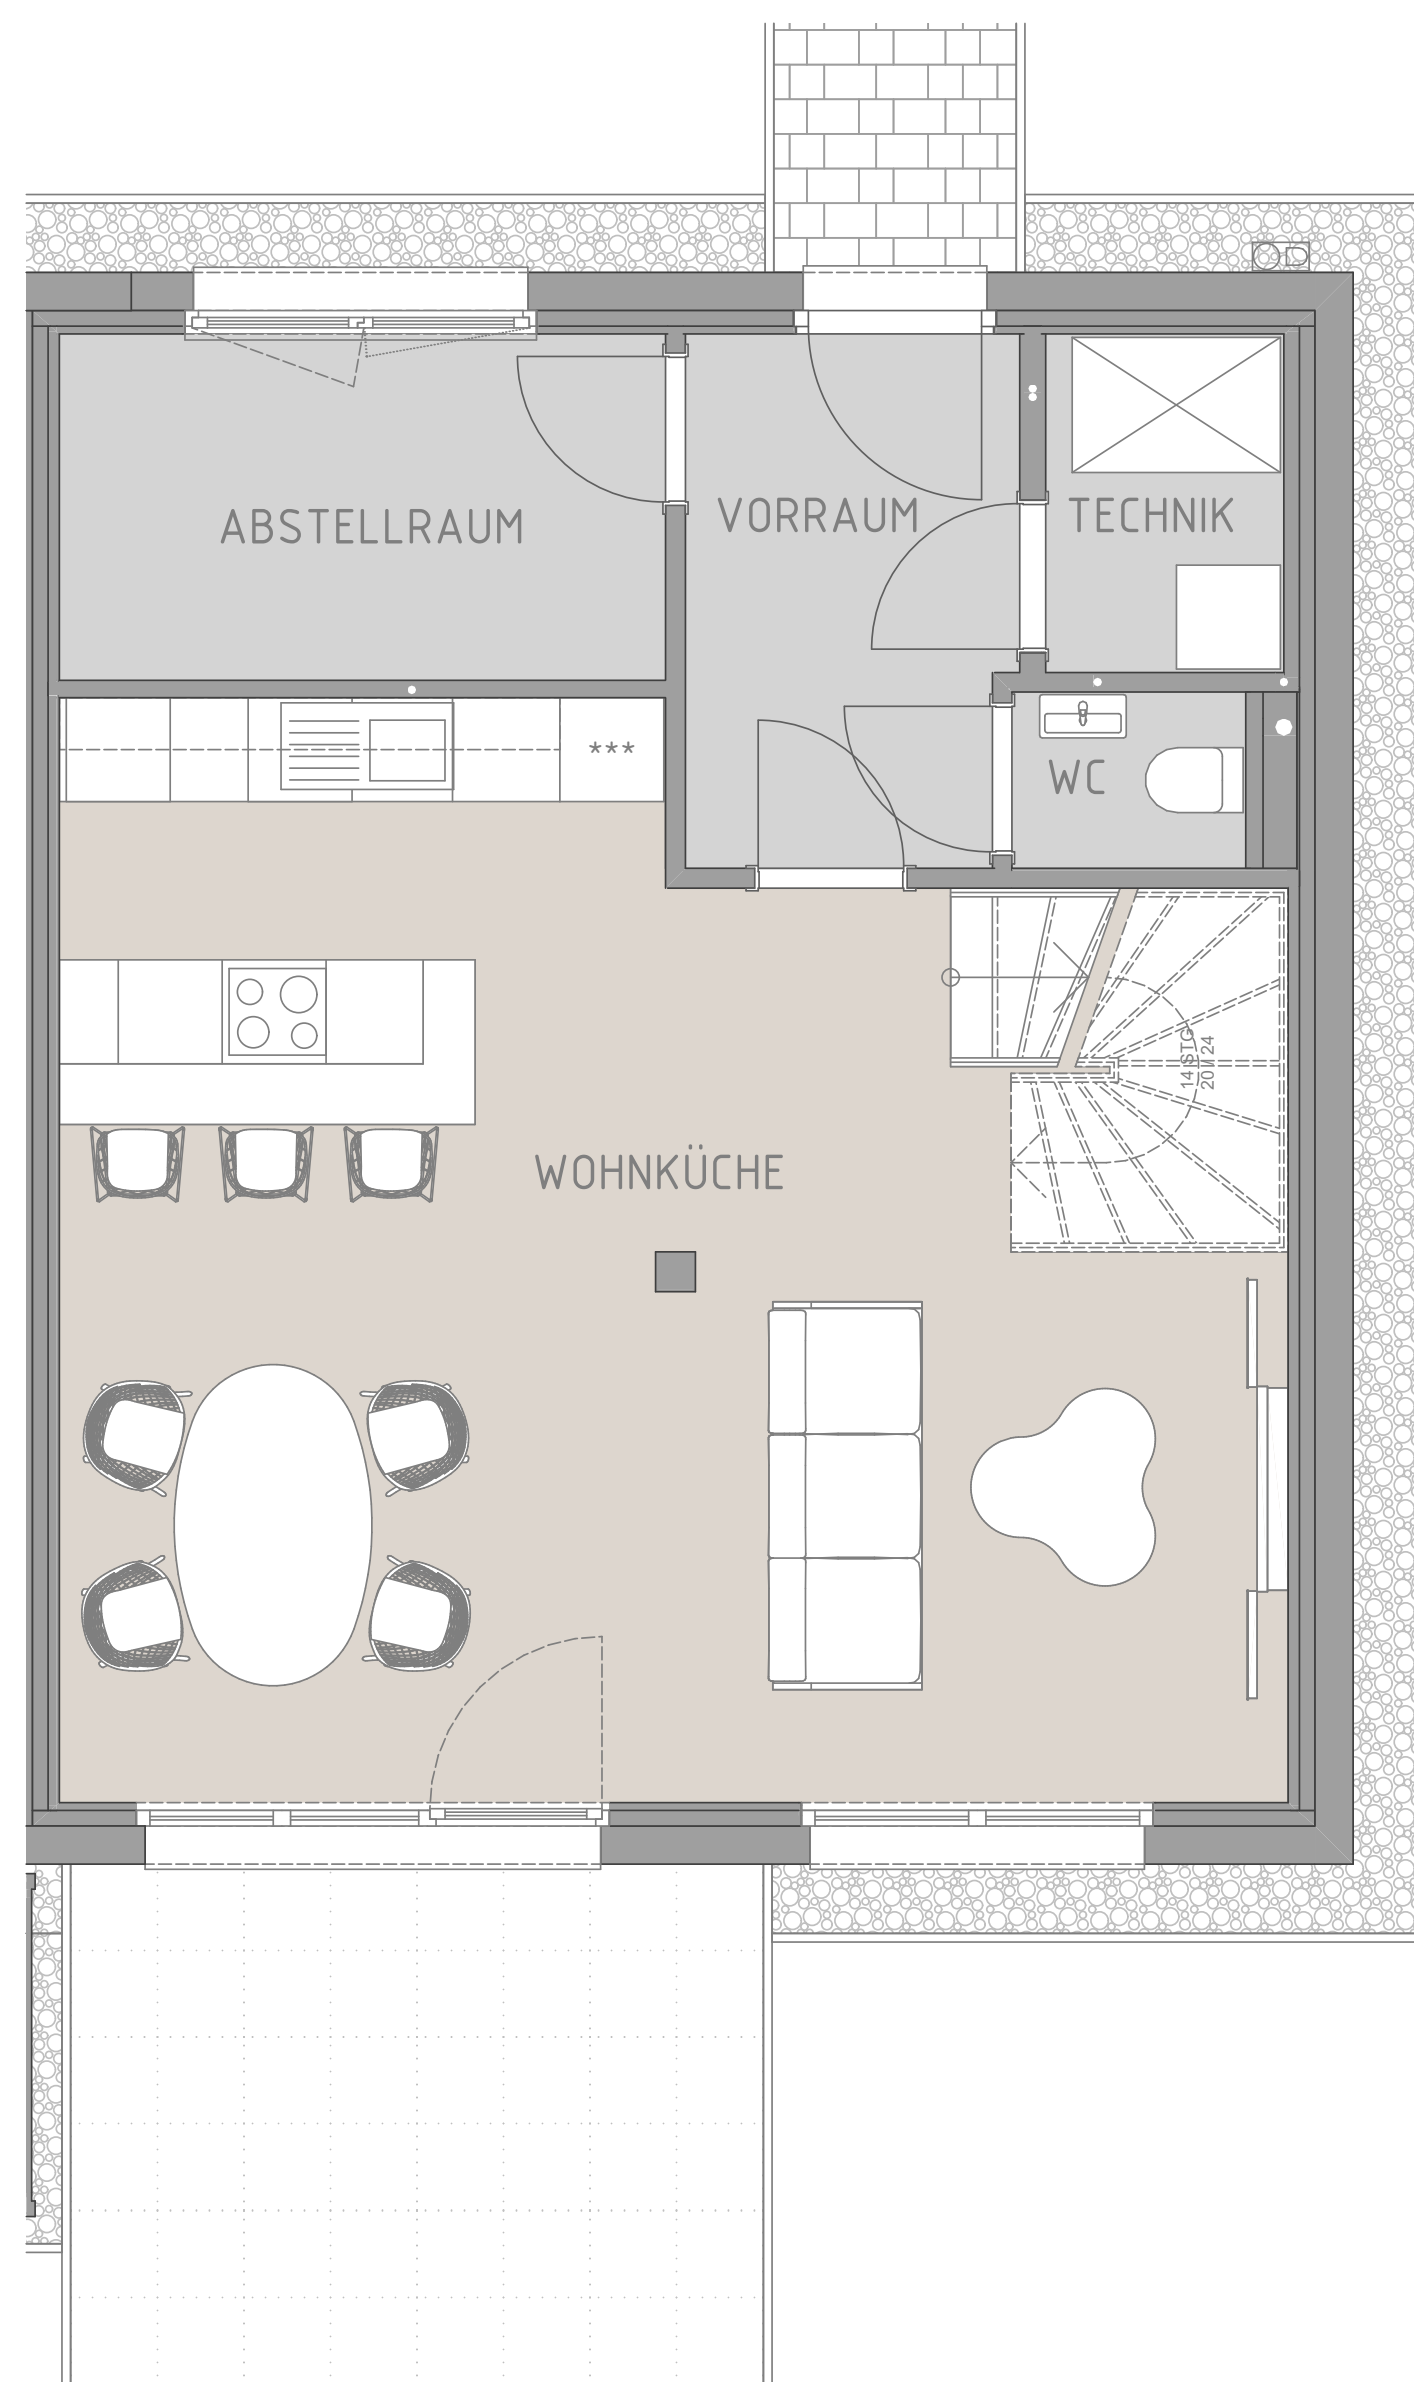 ABSTELLRAUM
VORRAUM
TECHNIK
***
WC
14 STG
20 / 24
WOHNKÜCHE